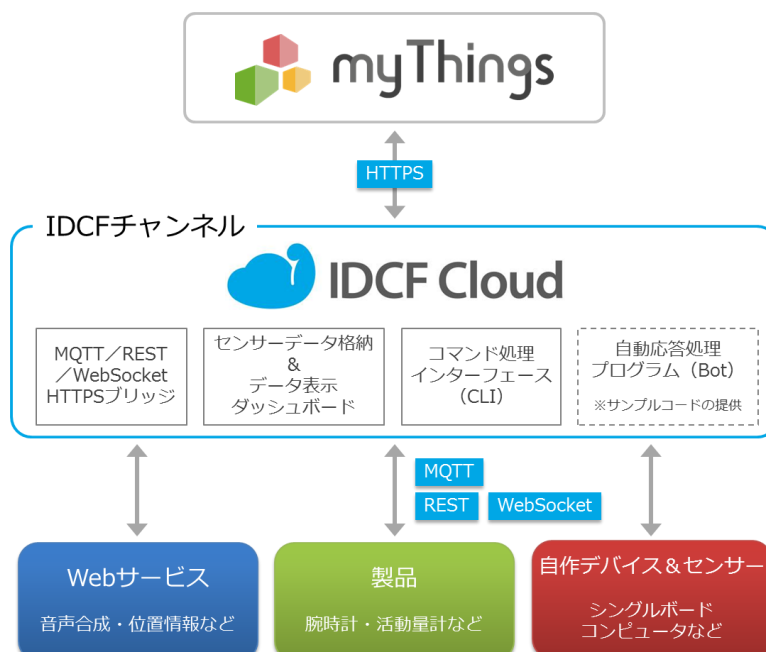 myThings
HTTPS
IDCFチャンネル
IDCF Cloud
MQTT／REST
／WebSocket
HTTPSブリッジ
センサーデータ格納
&
データ表示
ダッシュボード
コマンド処理
インターフェース
（CLI）
自動応答処理
プログラム（Bot）
※サンプルコードの提供
MQTT
REST
WebSocket
Webサービス
音声合成・位置情報など
製品
腕時計・活動量計など
自作デバイス＆センサー
シングルボード
コンピュータなど